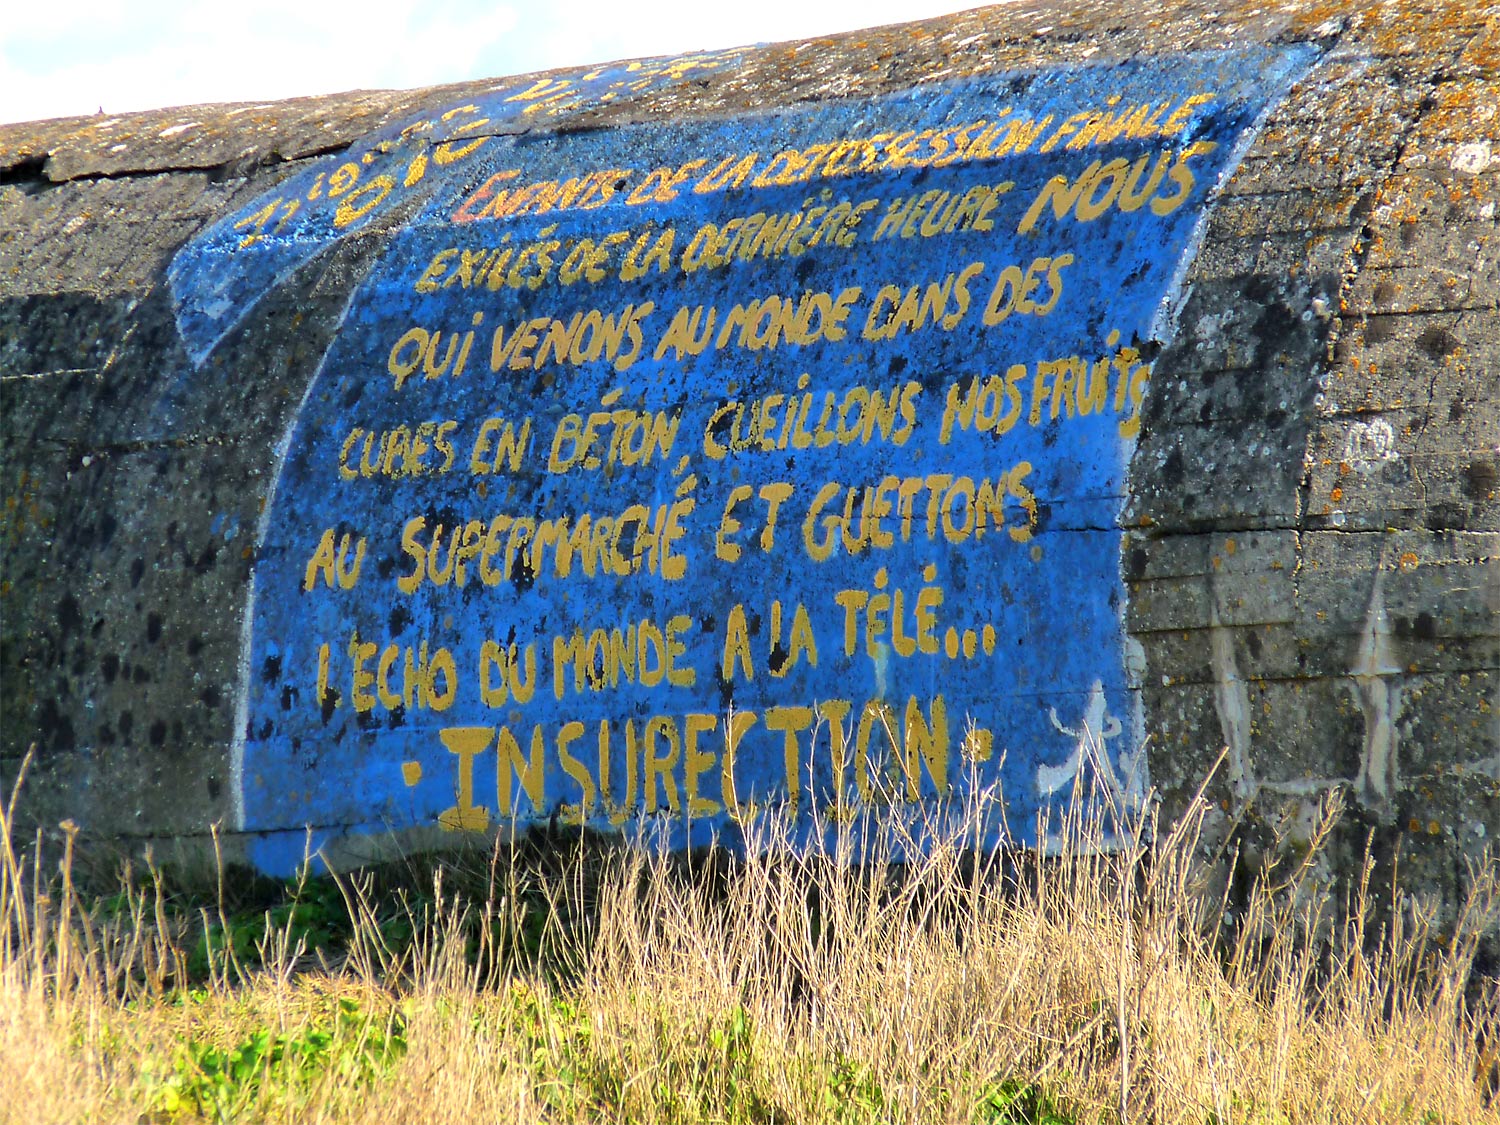 ENFANTS DE LA DEPOSSESSION FINALE
EXILÉS DE LA DERNIÈRE HEURE NOUS
QUI VENONS AU MONDE DANS DES
CUBES EN BÉTON, CUEILLONS NOS FRUITS
AU SUPERMARCHÉ ET GUETTONS
L'ECHO DU MONDE A LA TÉLÉ...
· INSURECTION ·